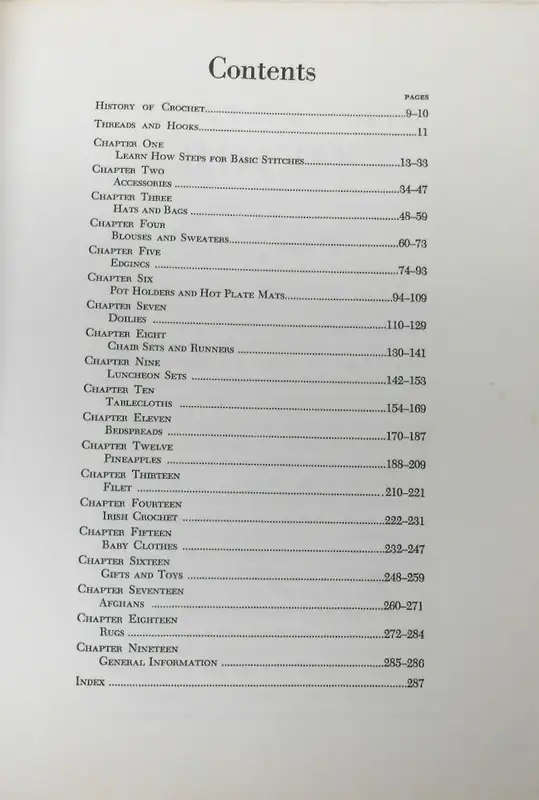 Contents
PAGES
History of Crochet....................................................9–10
Threads and Hooks........................................................11
Chapter One
Learn How Steps for Basic Stitches................................13–33
Chapter Two
Accessories ................................................................34–47
Chapter Three
Hats and Bags ............................................................48–59
Chapter Four
Blouses and Sweaters....................................................60–73
Chapter Five
Edgings ....................................................................74–93
Chapter Six
Pot Holders and Hot Plate Mats....................................94–109
Chapter Seven
Doilies ....................................................................110–129
Chapter Eight
Chair Sets and Runners ................................................130–141
Chapter Nine
Luncheon Sets ............................................................142–153
Chapter Ten
Tablecloths ................................................................154–169
Chapter Eleven
Bedspreads ................................................................170–187
Chapter Twelve
Pineapples ................................................................188–209
Chapter Thirteen
Filet ........................................................................210–221
Chapter Fourteen
Irish Crochet ............................................................222–231
Chapter Fifteen
Baby Clothes ............................................................232–247
Chapter Sixteen
Gifts and Toys ............................................................248–259
Chapter Seventeen
Afghans ....................................................................260–271
Chapter Eighteen
Rugs........................................................................272–284
Chapter Nineteen
General Information ....................................................285–286
Index ........................................................................287